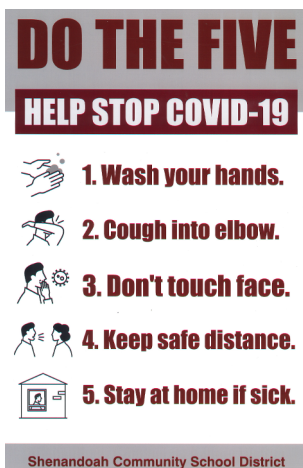 DO THE FIVE
HELP STOP COVID-19
1. Wash your hands.
2. Cough into elbow.
3. Don't touch face.
4. Keep safe distance.
5. Stay at home if sick.
Shenandoah Community School District